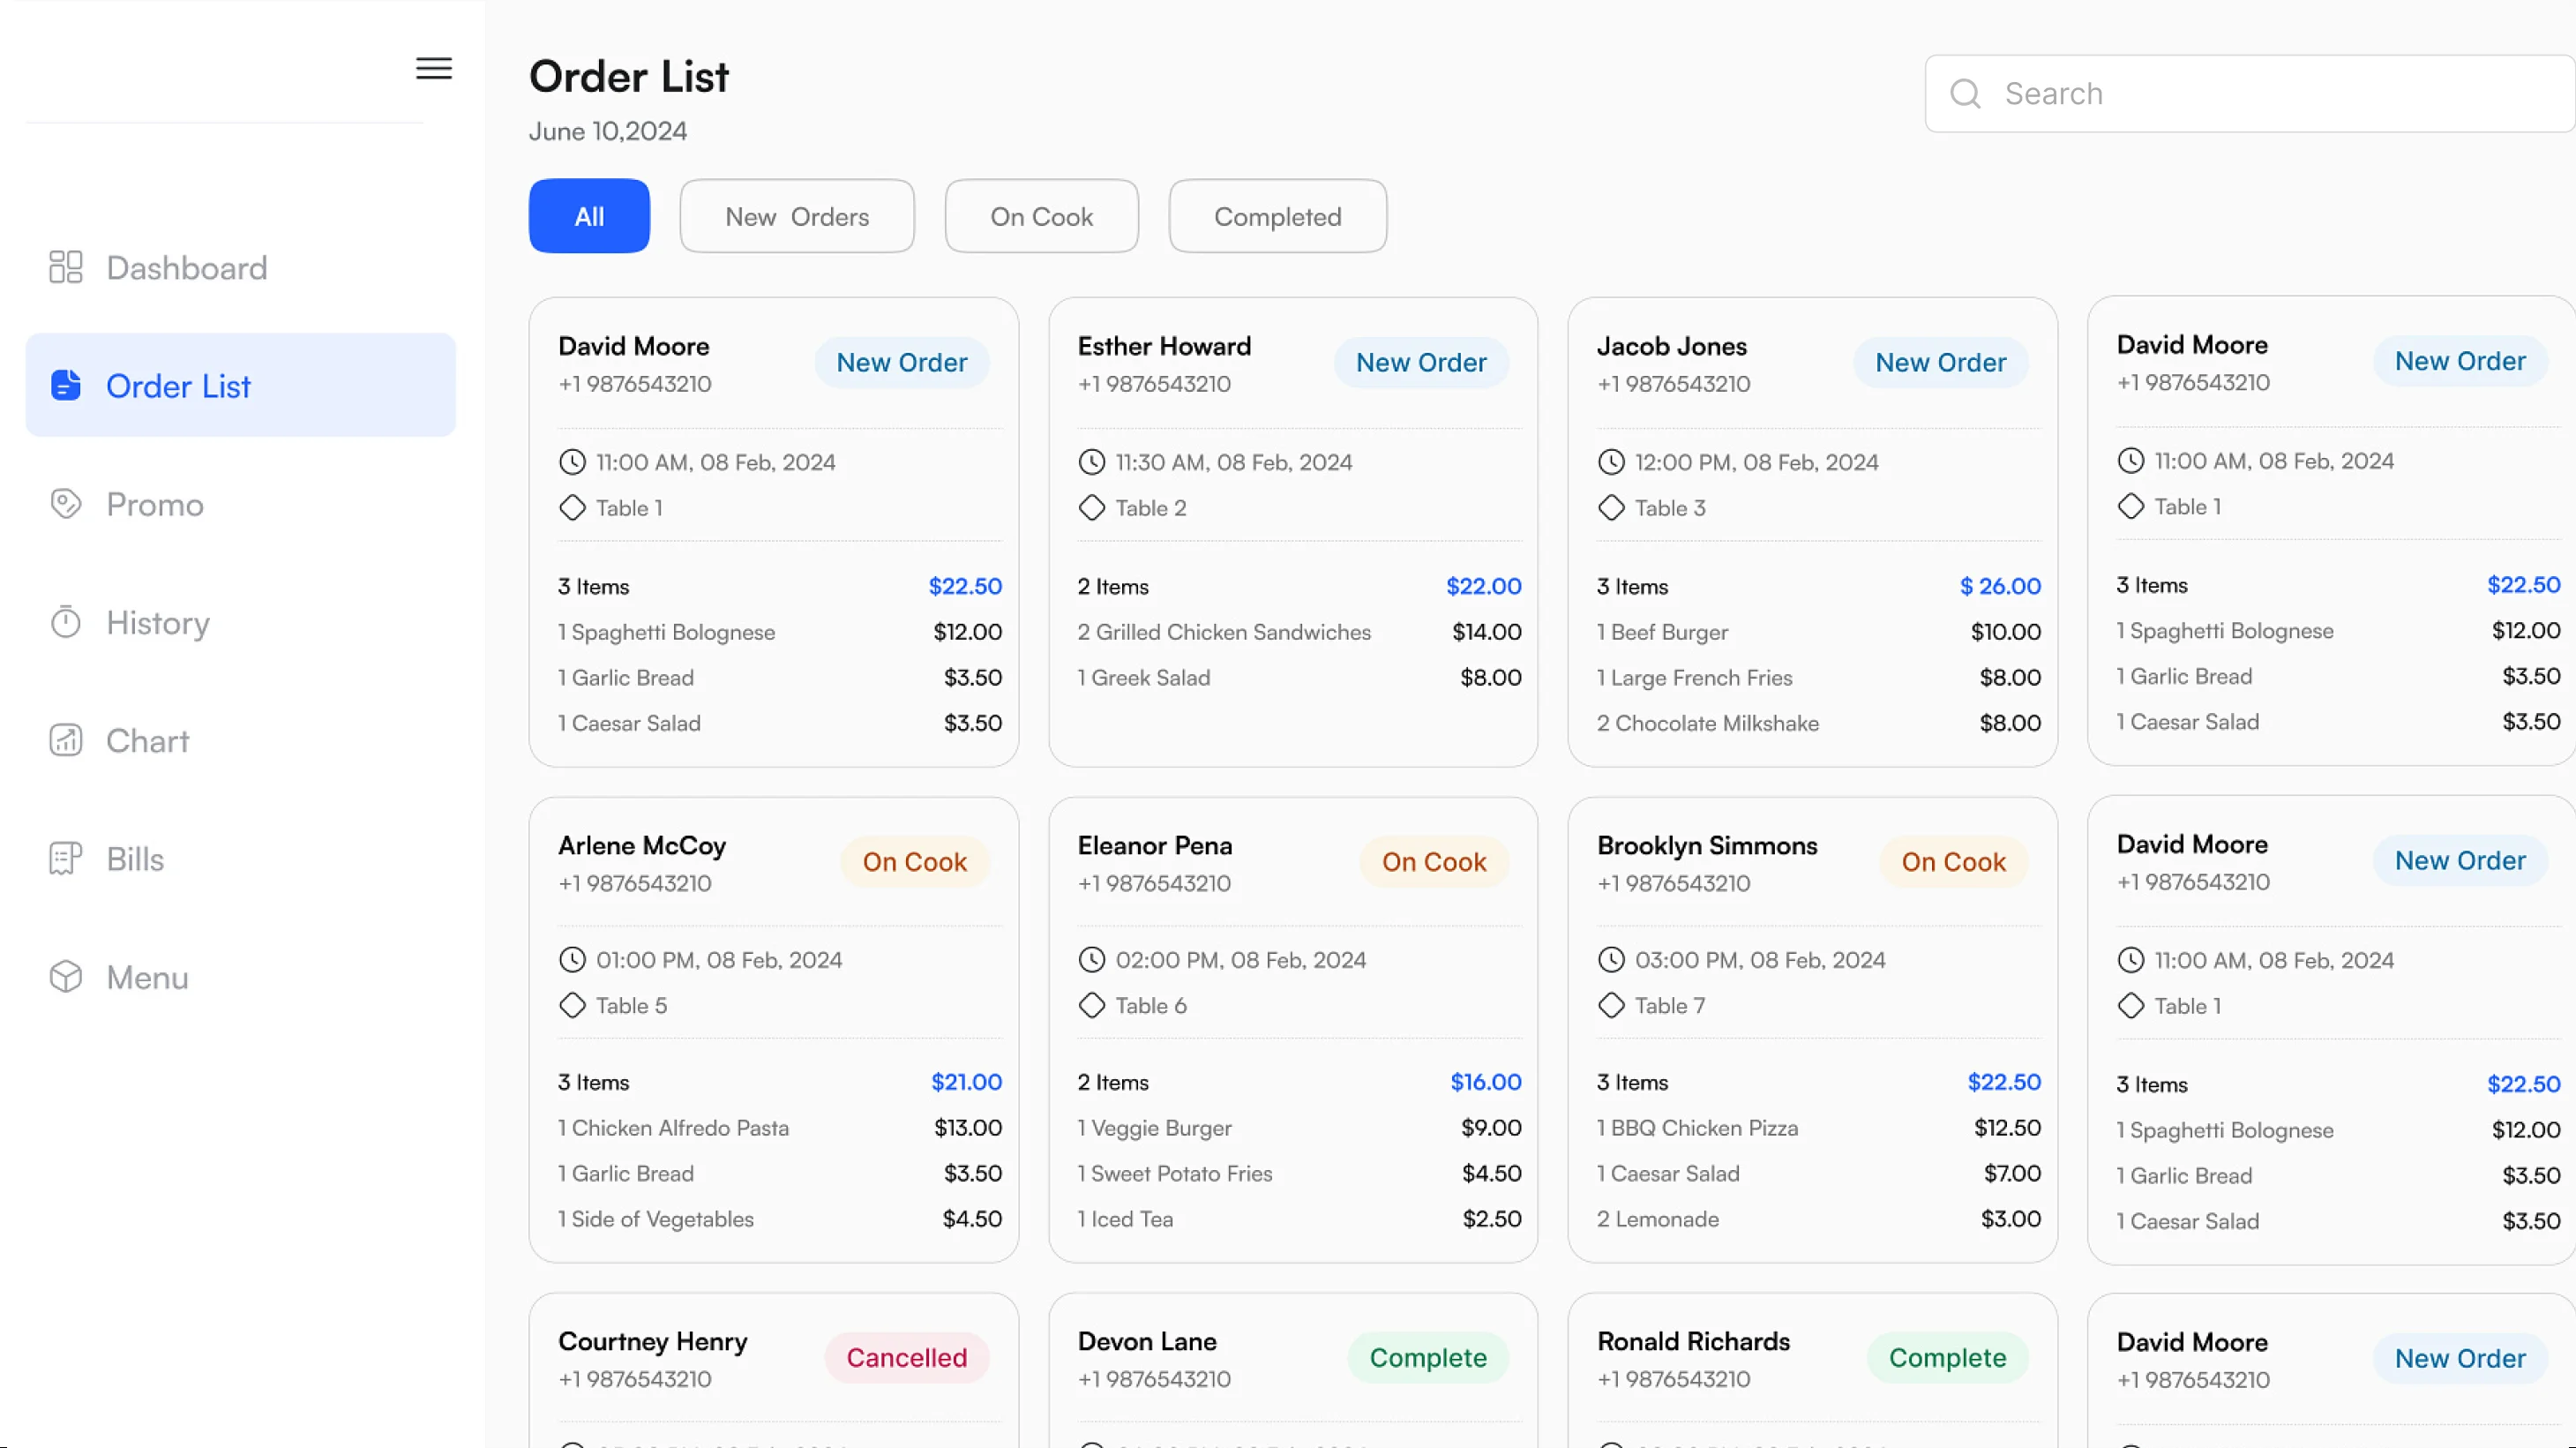 Order List
June 10,2024
Search
All
New Orders
On Cook
Completed
Dashboard
Order List
Promo
History
Chart
Bills
Menu
David Moore
+1 9876543210
New Order
11:00 AM, 08 Feb, 2024
Table 1
3 Items $22.50
1 Spaghetti Bolognese $12.00
1 Garlic Bread $3.50
1 Caesar Salad $3.50
Esther Howard
+1 9876543210
New Order
11:30 AM, 08 Feb, 2024
Table 2
2 Items $22.00
2 Grilled Chicken Sandwiches $14.00
1 Greek Salad $8.00
Jacob Jones
+1 9876543210
New Order
12:00 PM, 08 Feb, 2024
Table 3
3 Items $ 26.00
1 Beef Burger $10.00
1 Large French Fries $8.00
2 Chocolate Milkshake $8.00
David Moore
+1 9876543210
New Order
11:00 AM, 08 Feb, 2024
Table 1
3 Items $22.50
1 Spaghetti Bolognese $12.00
1 Garlic Bread $3.50
1 Caesar Salad $3.50
Arlene McCoy
+1 9876543210
On Cook
01:00 PM, 08 Feb, 2024
Table 5
3 Items $21.00
1 Chicken Alfredo Pasta $13.00
1 Garlic Bread $3.50
1 Side of Vegetables $4.50
Eleanor Pena
+1 9876543210
On Cook
02:00 PM, 08 Feb, 2024
Table 6
2 Items $16.00
1 Veggie Burger $9.00
1 Sweet Potato Fries $4.50
1 Iced Tea $2.50
Brooklyn Simmons
+1 9876543210
On Cook
03:00 PM, 08 Feb, 2024
Table 7
3 Items $22.50
1 BBQ Chicken Pizza $12.50
1 Caesar Salad $7.00
2 Lemonade $3.00
David Moore
+1 9876543210
New Order
11:00 AM, 08 Feb, 2024
Table 1
3 Items $22.50
1 Spaghetti Bolognese $12.00
1 Garlic Bread $3.50
1 Caesar Salad $3.50
Courtney Henry
+1 9876543210
Cancelled
Devon Lane
+1 9876543210
Complete
Ronald Richards
+1 9876543210
Complete
David Moore
+1 9876543210
New Order